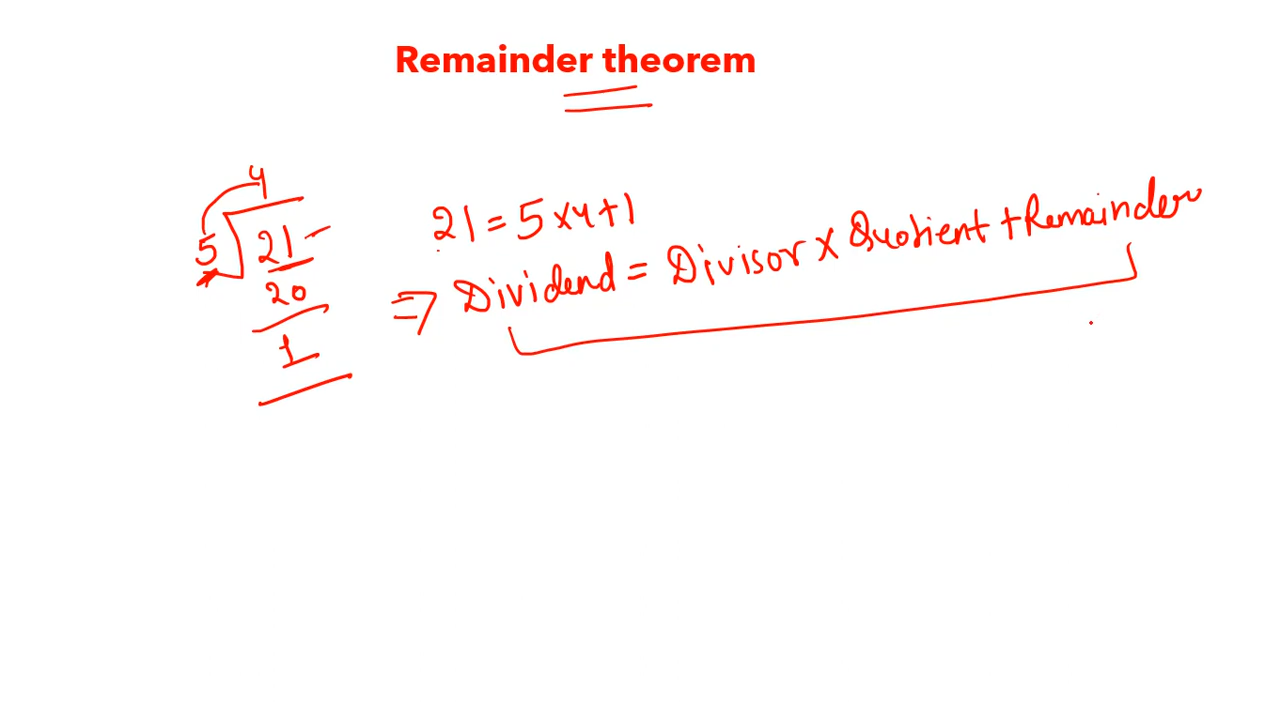 Remainder theorem
4
5 21
20
1
21 = 5 x 4 + 1
⇒ Dividend = Divisor x Quotient + Remainder